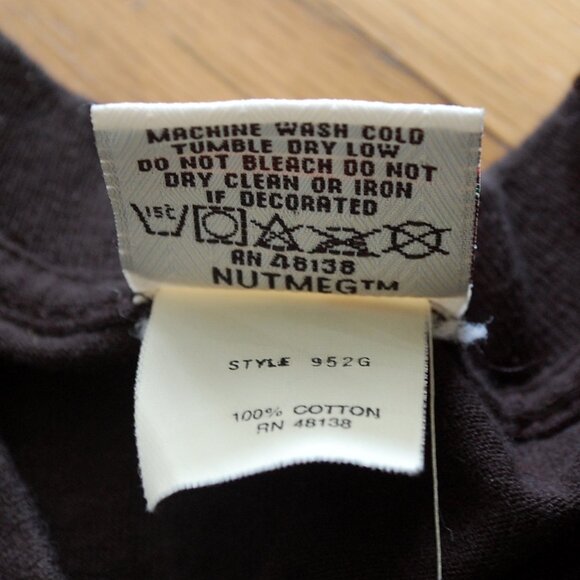 MACHINE WASH COLD
TUMBLE DRY LOW
DO NOT BLEACH DO NOT
DRY CLEAN OR IRON
IF DECORATED
15C
RN 48138
NUTMEG™
STYLE 952G
100% COTTON
RN 48138